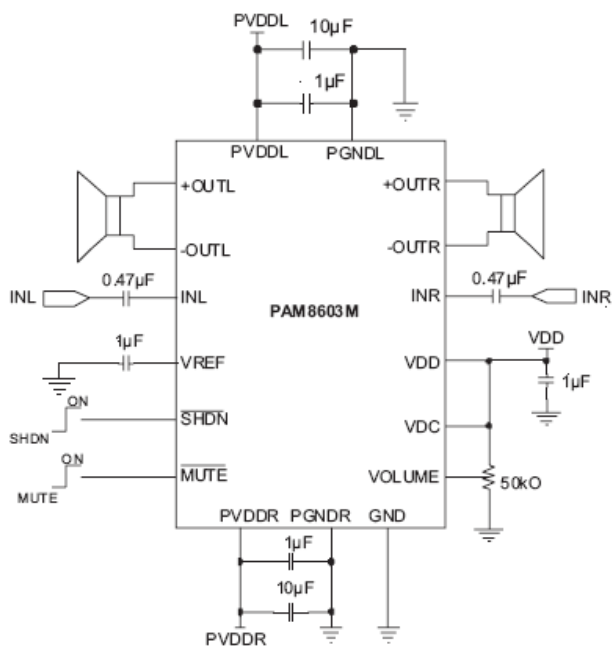 PVDDL
10µF
1µF
PVDDL PGNDL
+OUTL +OUTR
-OUTL -OUTR
0.47µF 0.47µF
INL INL INR INR
PAM8603M
1µF VREF VDD VDD
1µF
ON SHDN VDC
SHDN
ON MUTE VOLUME 50kO
MUTE
PVDDR PGNDR GND
1µF
10µF
PVDDR